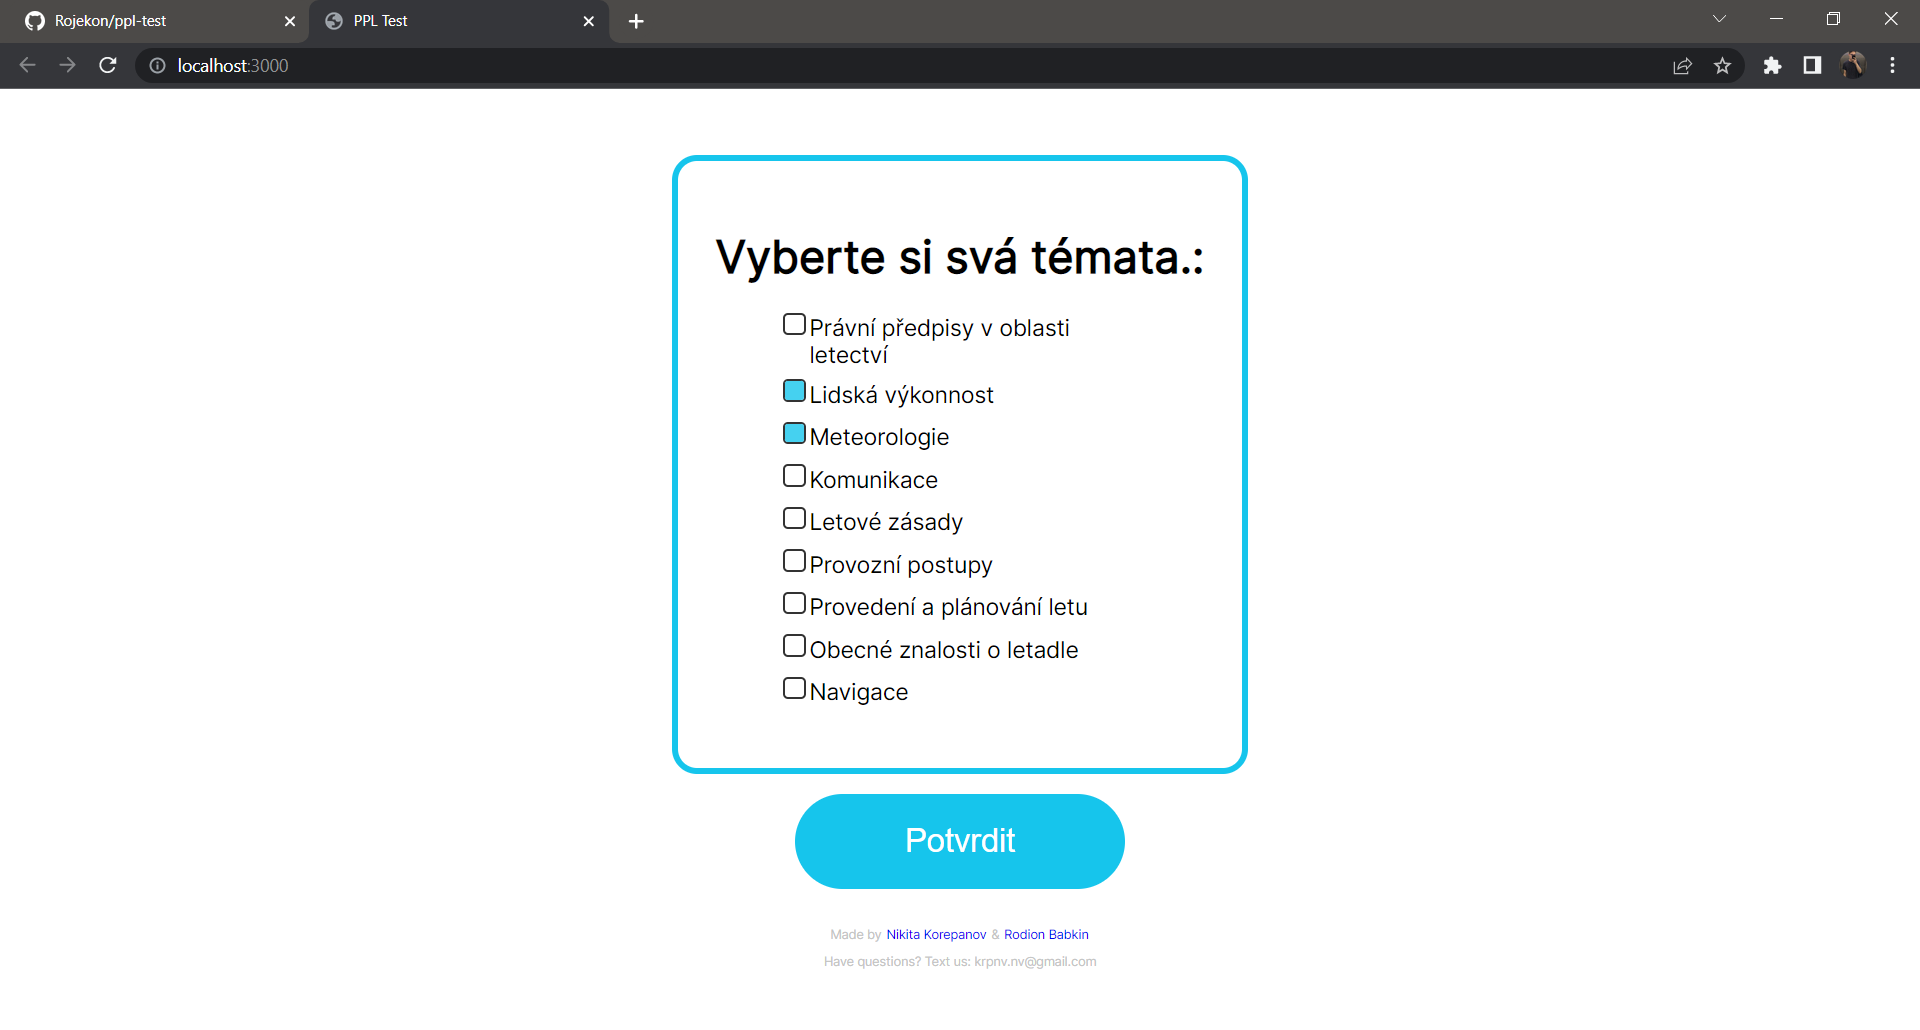 Rojekon/ppl-test
PPL Test
localhost:3000
Vyberte si svá témata.:
Právní předpisy v oblasti
letectví
Lidská výkonnost
Meteorologie
Komunikace
Letové zásady
Provozní postupy
Provedení a plánování letu
Obecné znalosti o letadle
Navigace
Potvrdit
Made by Nikita Korepanov & Rodion Babkin
Have questions? Text us: krpnv.nv@gmail.com